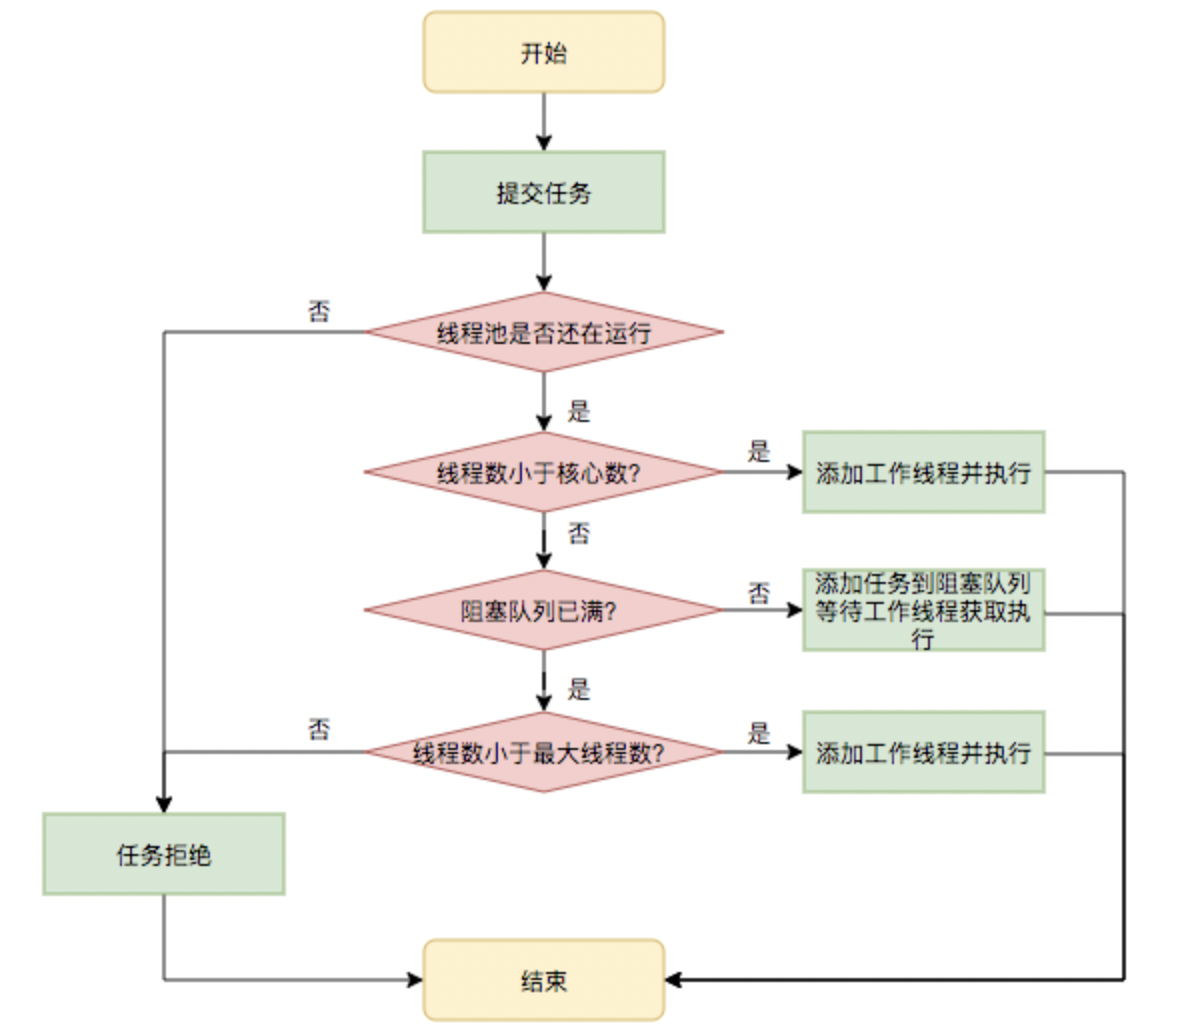 开始
提交任务
否
线程池是否还在运行
是
线程数小于核心数?
是
添加工作线程并执行
否
阻塞队列已满?
否
添加任务到阻塞队列
等待工作线程获取执
行
是
否
线程数小于最大线程数?
是
添加工作线程并执行
任务拒绝
结束